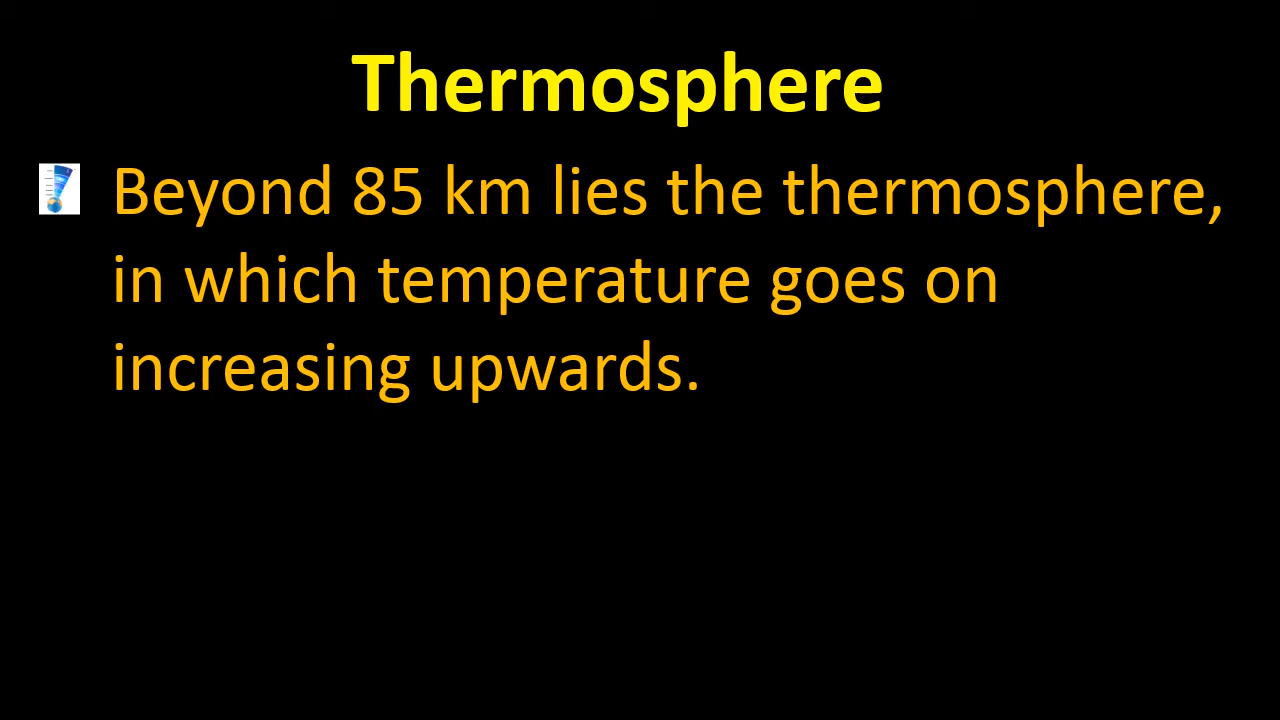 Thermosphere
Beyond 85 km lies the thermosphere,
in which temperature goes on
increasing upwards.